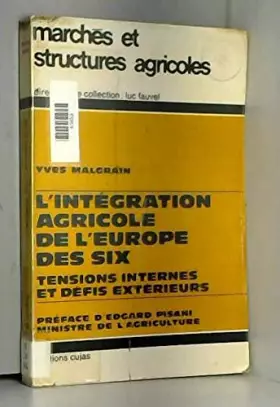 marchés et
structures agricoles
collection : luc fauvel
YVES MALGRAIN
L'INTÉGRATION
AGRICOLE
DE L'EUROPE
DES SIX
TENSIONS INTERNES
ET DÉFIS EXTÉRIEURS
PRÉFACE D'EDGARD PISANI
MINISTRE DE L'AGRICULTURE
cujas